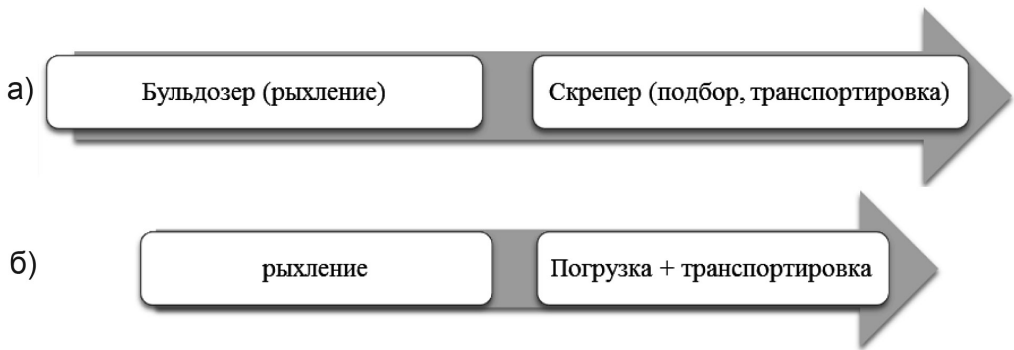 а) Бульдозер (рыхление) Скрепер (подбор, транспортировка)
б) рыхление Погрузка + транспортировка